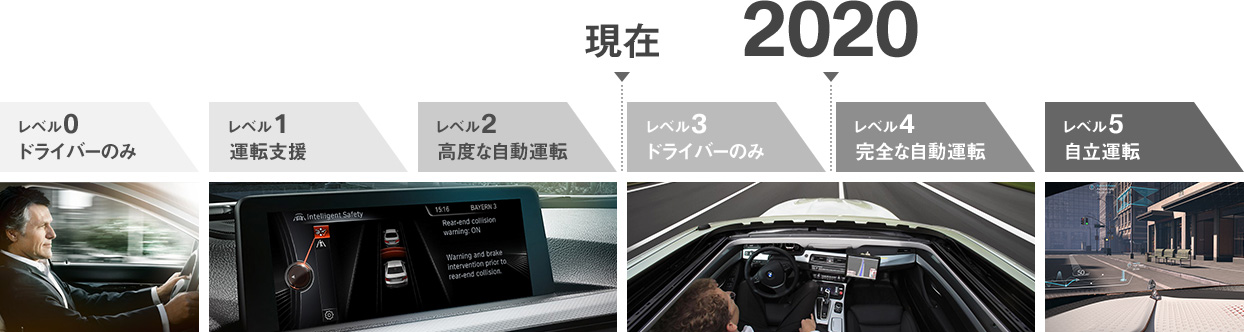 現在
2020
レベル0
ドライバーのみ
レベル1
運転支援
レベル2
高度な自動運転
レベル3
ドライバーのみ
レベル4
完全な自動運転
レベル5
自立運転
Intelligent Safety
15:16 BAYERN 3
Rear-end collision
warning: ON
Warning and brake
intervention prior to
rear-end collision.
50